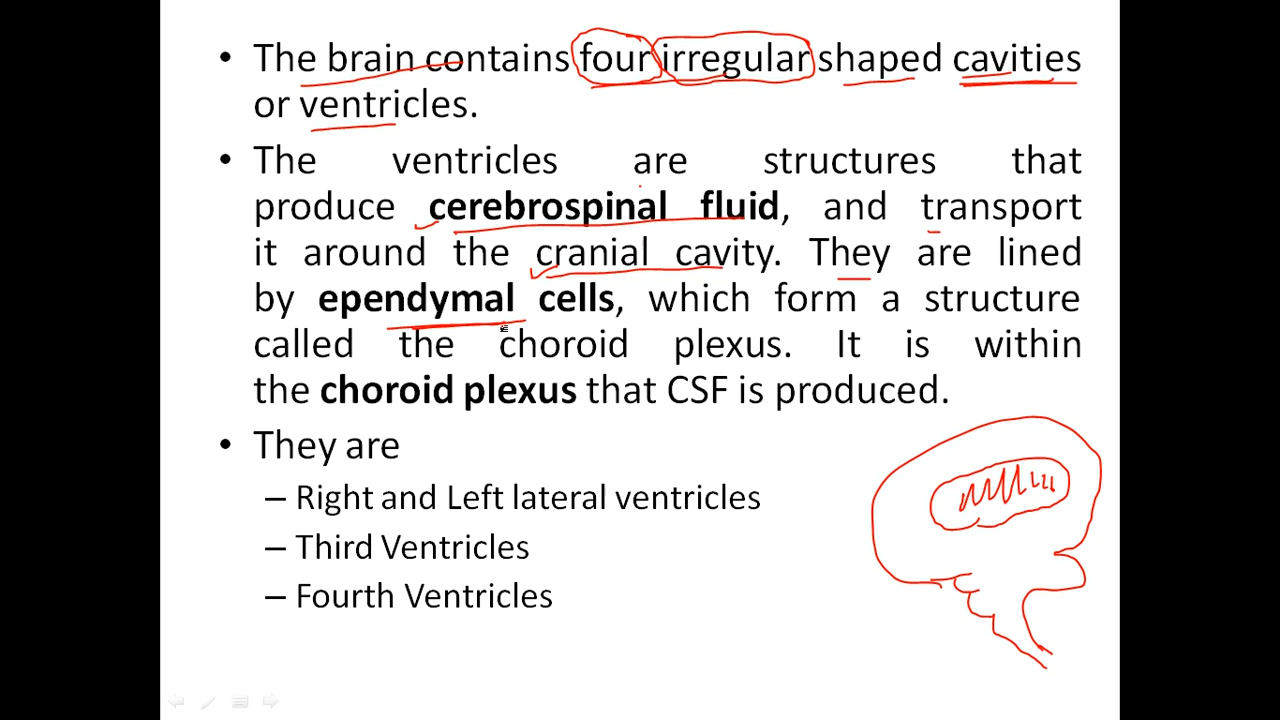 • The brain contains four irregular shaped cavities
or ventricles.
• The ventricles are structures that
produce cerebrospinal fluid, and transport
it around the cranial cavity. They are lined
by ependymal cells, which form a structure
called the choroid plexus. It is within
the choroid plexus that CSF is produced.
• They are
– Right and Left lateral ventricles
– Third Ventricles
– Fourth Ventricles